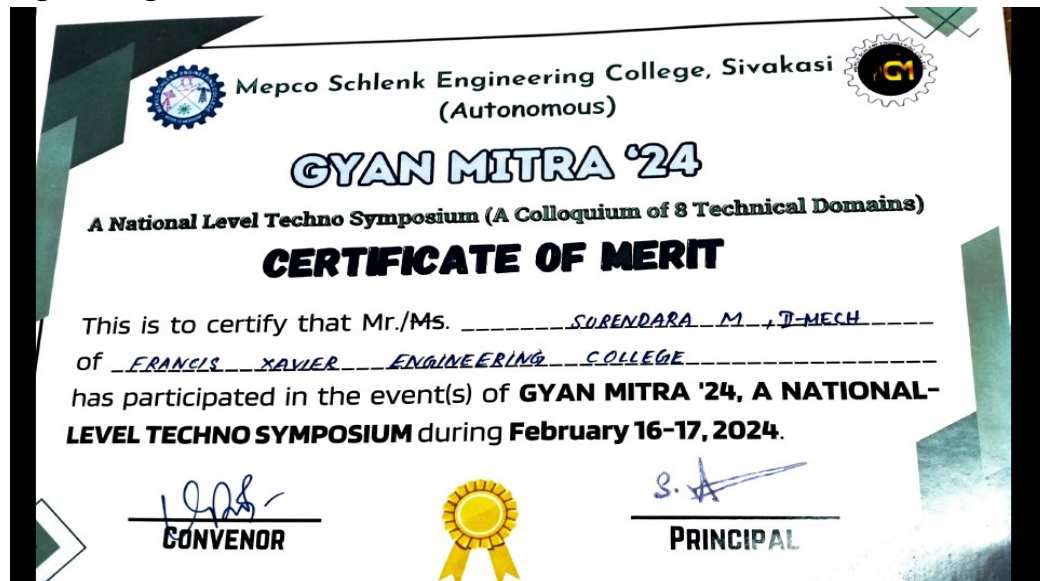 Mepco Schlenk Engineering College, Sivakasi
(Autonomous)
GM
GYAN MITRA '24
A National Level Techno Symposium (A Colloquium of 8 Technical Domains)
CERTIFICATE OF MERIT
This is to certify that Mr./Ms. SURENDARA M , II-MECH
of FRANCIS XAVIER ENGINEERING COLLEGE
has participated in the event(s) of GYAN MITRA '24, A NATIONAL-
LEVEL TECHNO SYMPOSIUM during February 16-17, 2024.
CONVENOR
PRINCIPAL